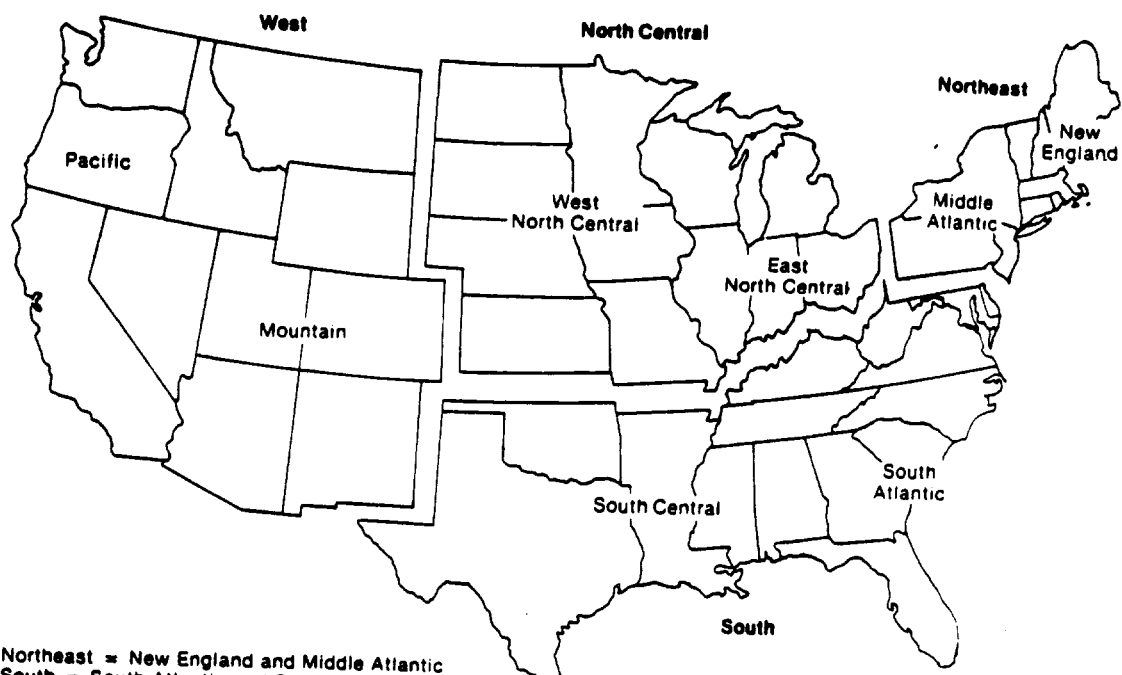 West
North Central
Northeast
New
England
Pacific
Middle
Atlantic
West
North Central
East
North Central
Mountain
South
Atlantic
South Central
South
Northeast = New England and Middle Atlantic